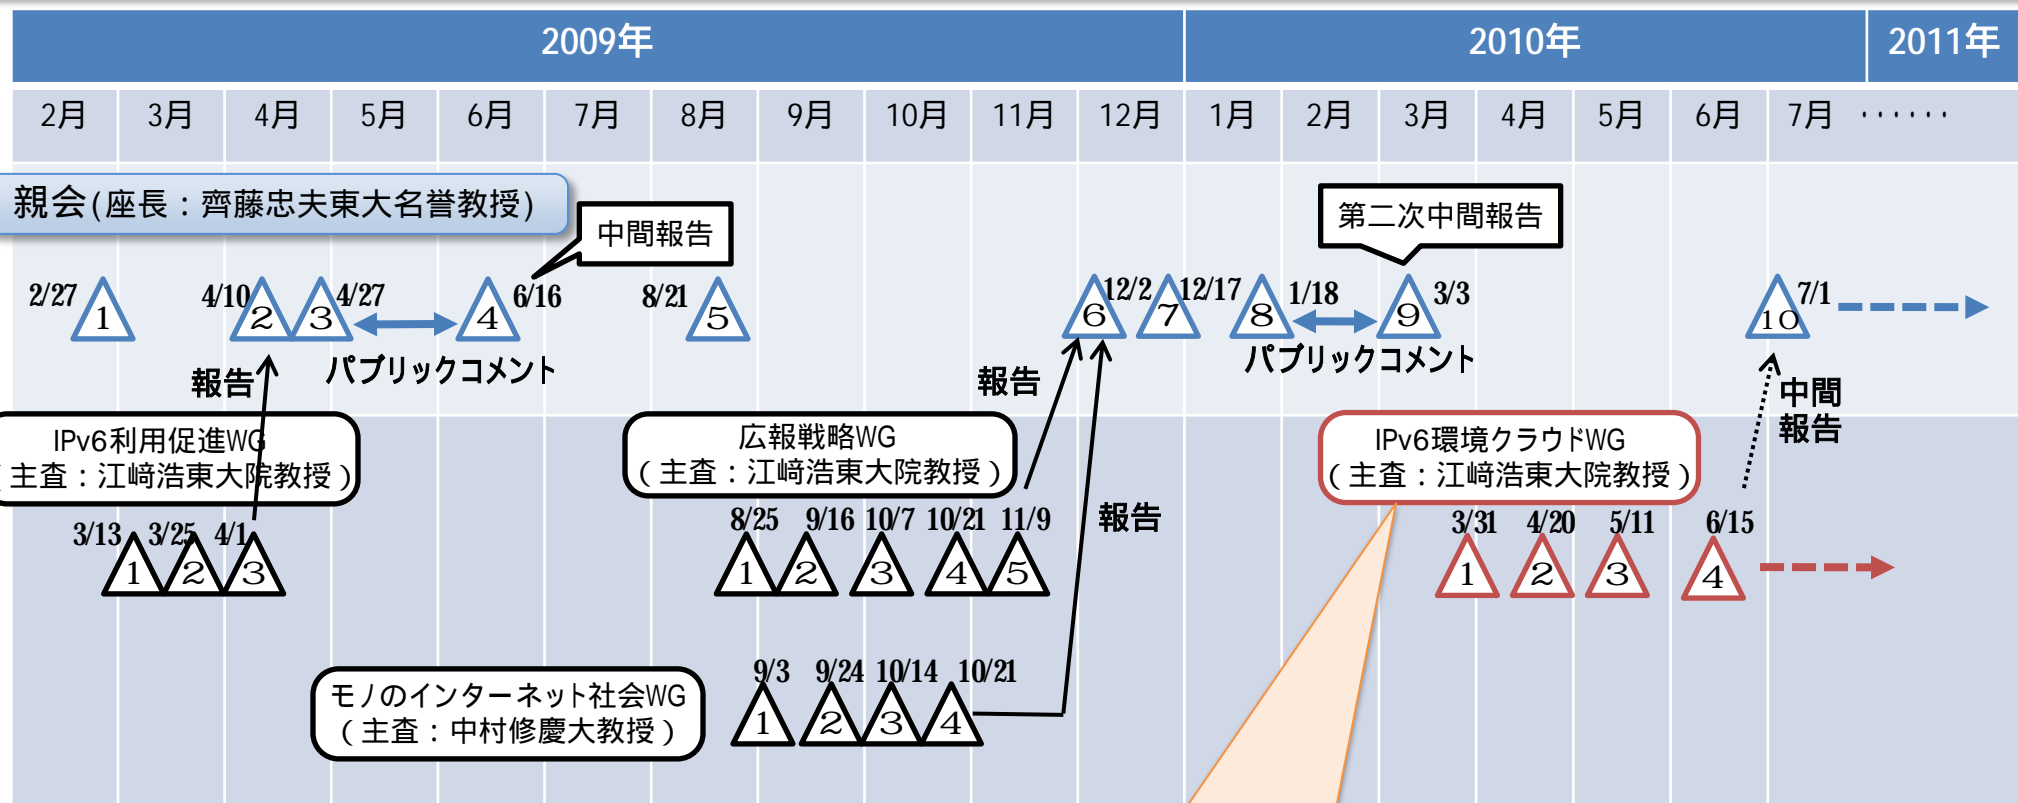 2009年 2010年 2011年
2月 3月 4月 5月 6月 7月 8月 9月 10月 11月 12月 1月 2月 3月 4月 5月 6月 7月 ‥‥‥
親会(座長：齊藤忠夫東大名誉教授)
中間報告
第二次中間報告
2/27 1 4/10 2 3 4/27 4 6/16 8/21 5 6 12/2 7 12/17 8 1/18 9 3/3 10 7/1
パブリックコメント
パブリックコメント
報告
報告
中間
報告
IPv6利用促進WG
(主査：江﨑浩東大院教授)
広報戦略WG
(主査：江﨑浩東大院教授)
IPv6環境クラウドWG
(主査：江﨑浩東大院教授)
報告
3/13 3/25 4/1
1 2 3
8/25 9/16 10/7 10/21 11/9
1 2 3 4 5
3/31 4/20 5/11 6/15
1 2 3 4
モノのインターネット社会WG
(主査：中村修慶大教授)
9/3 9/24 10/14 10/21
1 2 3 4